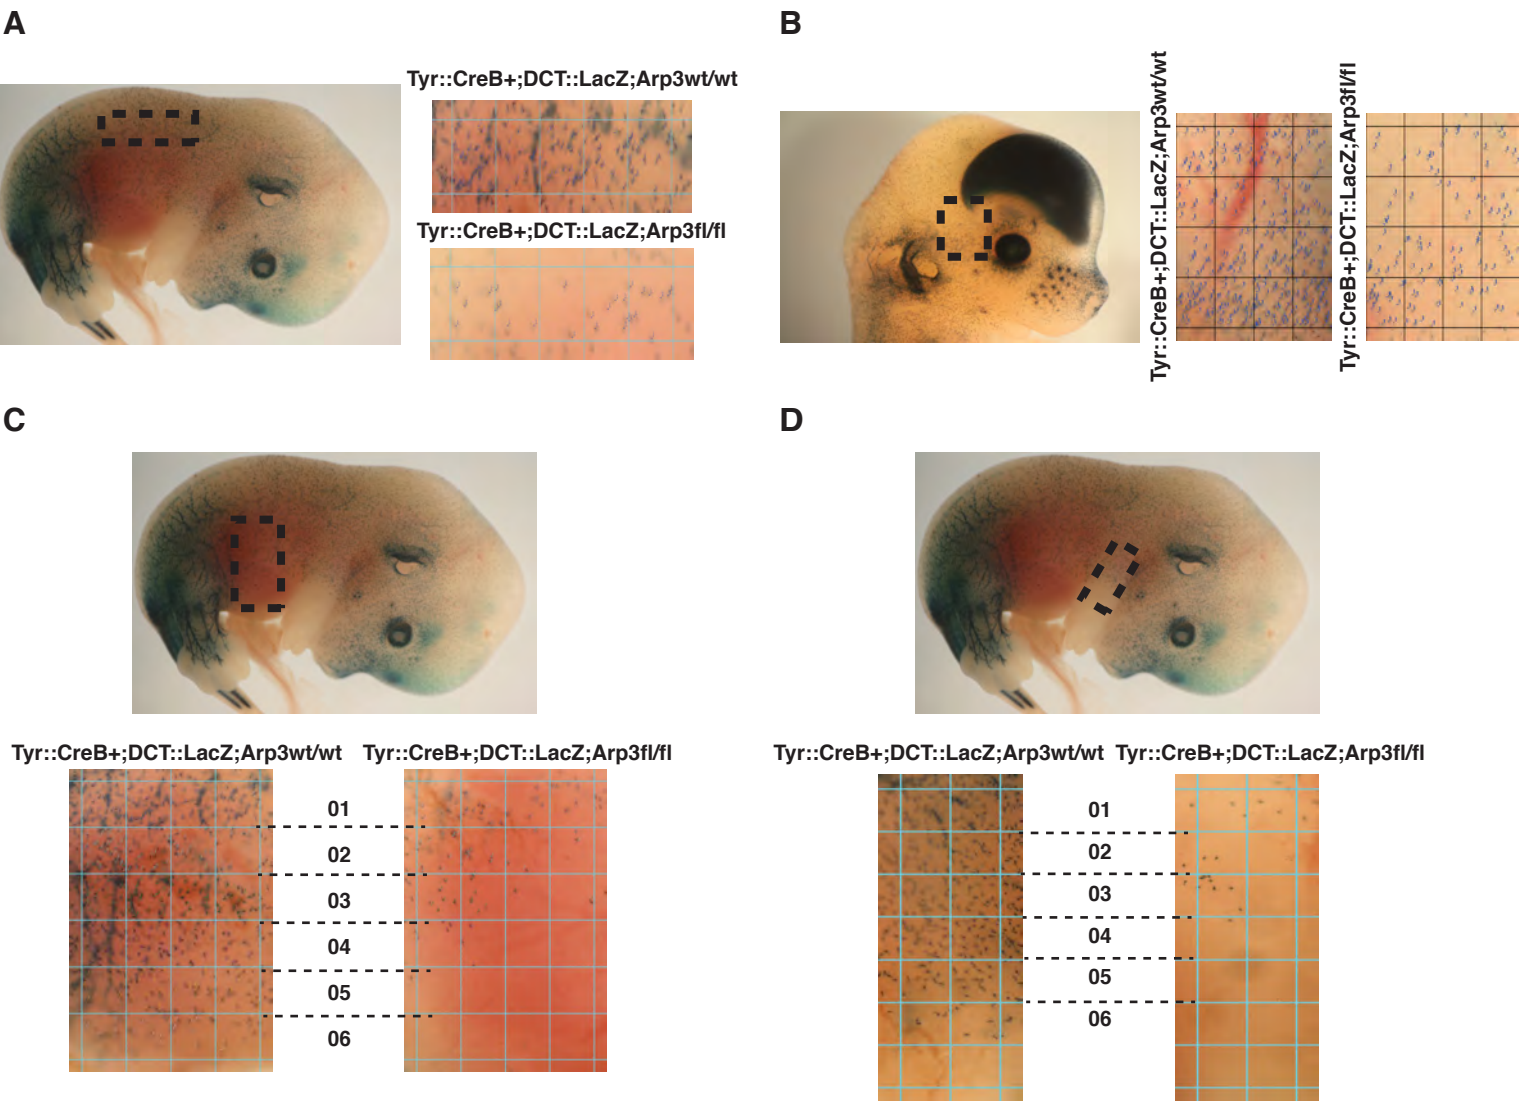 A
B
Tyr::CreB+;DCT::LacZ;Arp3wt/wt
Tyr::CreB+;DCT::LacZ;Arp3fl/fl
Tyr::CreB+;DCT::LacZ;Arp3wt/wt
Tyr::CreB+;DCT::LacZ;Arp3fl/fl
C
D
Tyr::CreB+;DCT::LacZ;Arp3wt/wt
Tyr::CreB+;DCT::LacZ;Arp3fl/fl
01
02
03
04
05
06
Tyr::CreB+;DCT::LacZ;Arp3wt/wt
Tyr::CreB+;DCT::LacZ;Arp3fl/fl
01
02
03
04
05
06